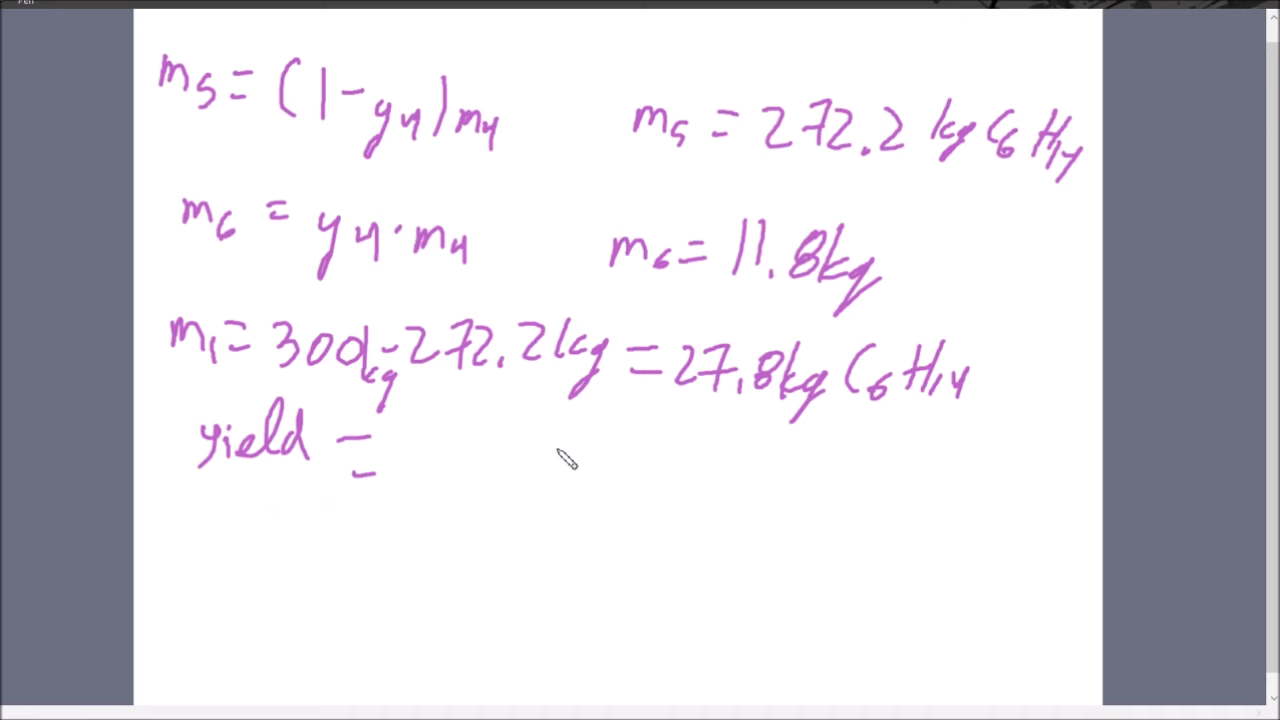 Pen
m₅ = (1 - y₄)m₄    m₅ = 272.2 kg C₆H₁₄
m₆ = y₄ · m₄    m₆ = 11.8kg
m₁ = 300kg - 272.2kg = 27.8kg C₆H₁₄
yield =